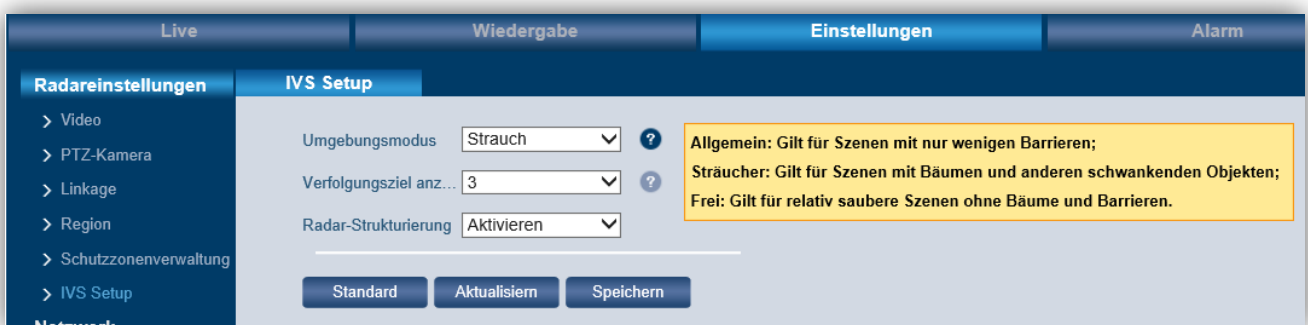 Live Wiedergabe Einstellungen Alarm
Radareinstellungen IVS Setup
Video
PTZ-Kamera
Linkage
Region
Schutzzonenverwaltung
IVS Setup
Netzwerk
Umgebungsmodus Strauch ?
Verfolgungsziel anz... 3 ?
Radar-Strukturierung Aktivieren
Standard Aktualisiern Speichern
Allgemein: Gilt für Szenen mit nur wenigen Barrieren;
Sträucher: Gilt für Szenen mit Bäumen und anderen schwankenden Objekten;
Frei: Gilt für relativ saubere Szenen ohne Bäume und Barrieren.